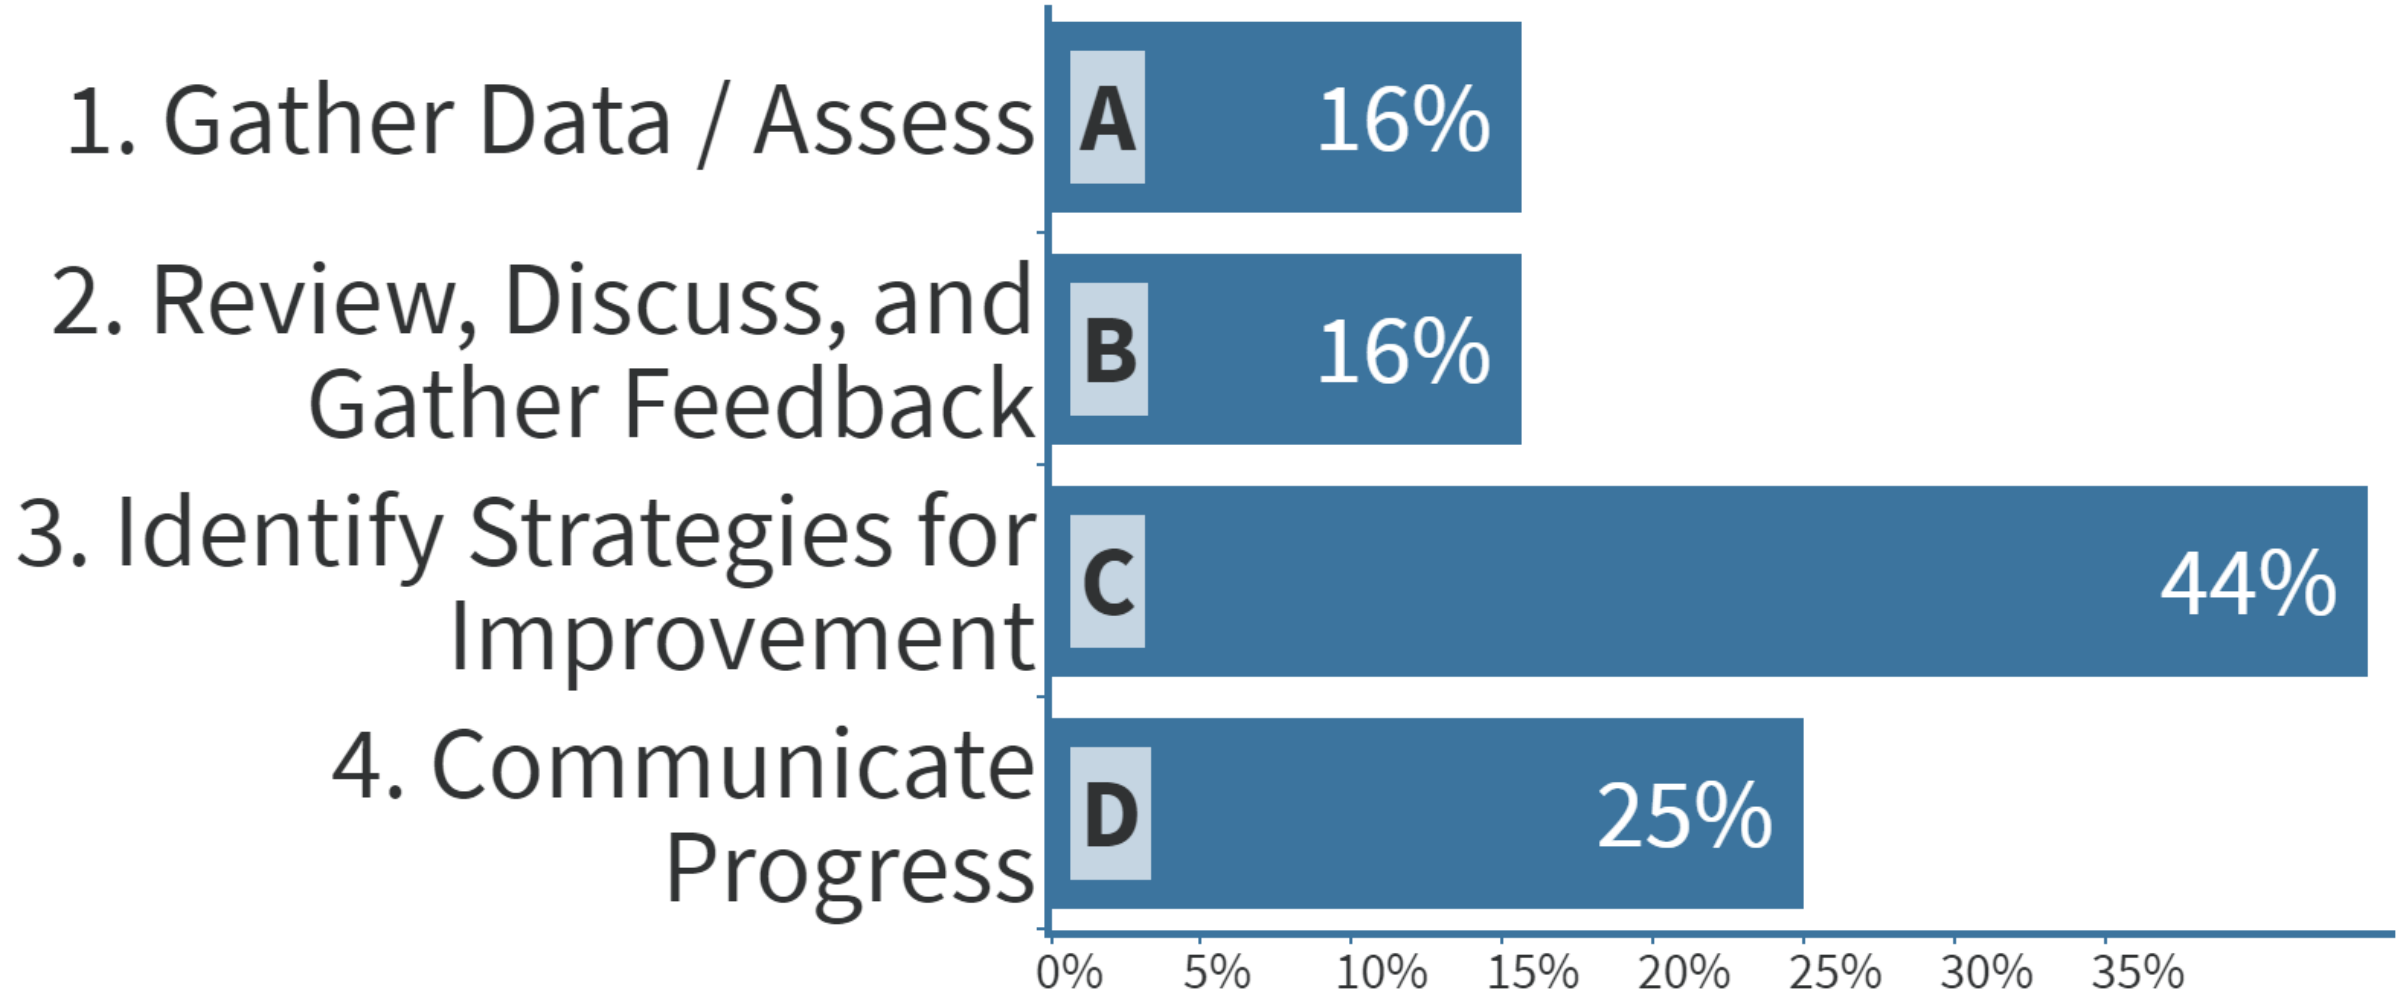 1. Gather Data / Assess
A
16%
2. Review, Discuss, and
Gather Feedback
B
16%
3. Identify Strategies for
Improvement
C
44%
4. Communicate
Progress
D
25%
0% 5% 10% 15% 20% 25% 30% 35%